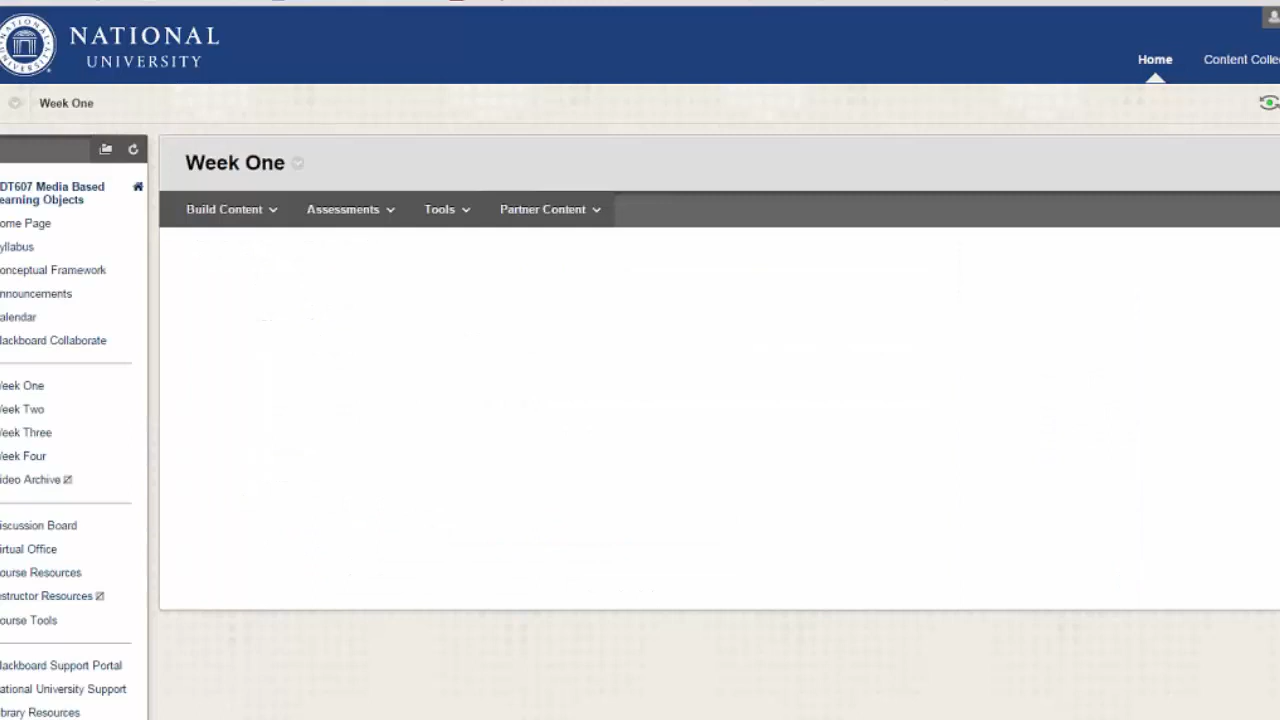 NATIONAL
UNIVERSITY
Home
Content Colle
Week One
DT607 Media Based
earning Objects
ome Page
yllabus
onceptual Framework
nnouncements
alendar
lackboard Collaborate
eek One
eek Two
eek Three
eek Four
ideo Archive
iscussion Board
irtual Office
ourse Resources
structor Resources
ourse Tools
lackboard Support Portal
ational University Support
ibrary Resources
Week One
Build Content
Assessments
Tools
Partner Content